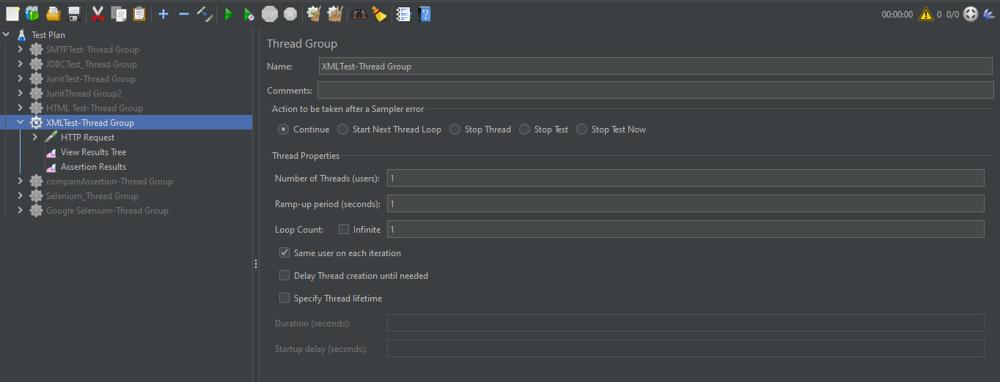 00:00:00 0 0/0
Test Plan
SMTPTest-Thread Group
JDBCTest_Thread Group
JunitTest-Thread Group
JunitThread Group2
HTML Test-Thread Group
XMLTest-Thread Group
HTTP Request
View Results Tree
Assertion Results
compareAssertion-Thread Group
Selenium_Thread Group
Google Selenium-Thread Group
Thread Group
Name: XMLTest-Thread Group
Comments:
Action to be taken after a Sampler error
Continue Start Next Thread Loop Stop Thread Stop Test Stop Test Now
Thread Properties
Number of Threads (users): 1
Ramp-up period (seconds): 1
Loop Count: Infinite 1
Same user on each iteration
Delay Thread creation until needed
Specify Thread lifetime
Duration (seconds):
Startup delay (seconds):